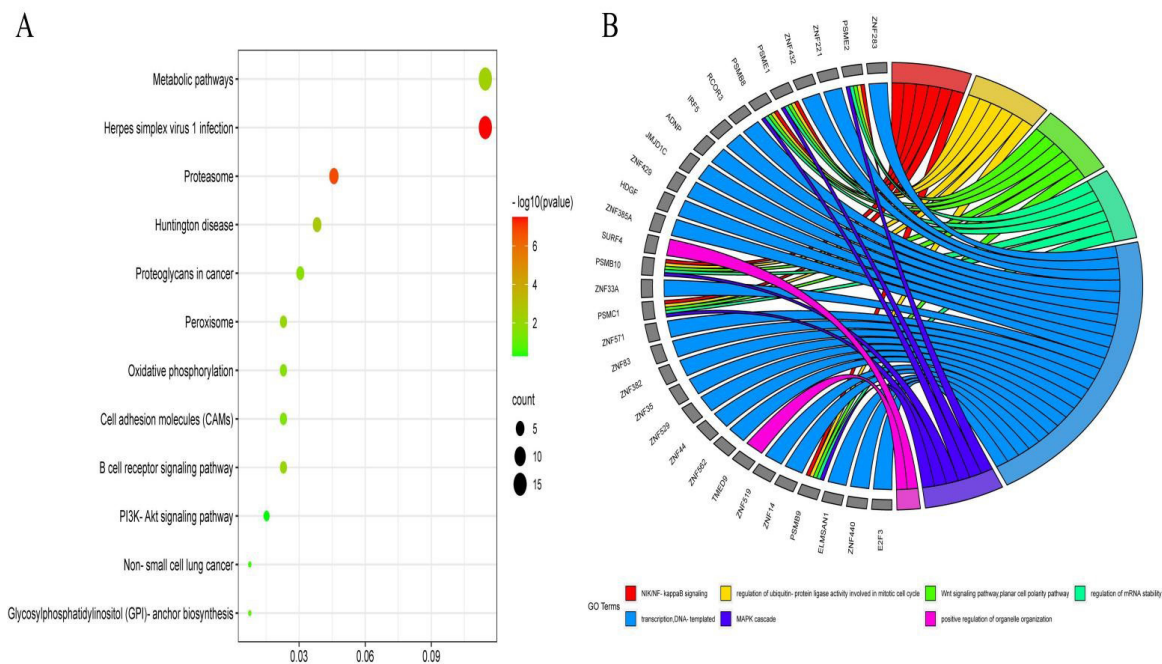 A
Metabolic pathways
Herpes simplex virus 1 infection
Proteasome
Huntington disease
Proteoglycans in cancer
Peroxisome
Oxidative phosphorylation
Cell adhesion molecules (CAMs)
B cell receptor signaling pathway
PI3K- Akt signaling pathway
Non- small cell lung cancer
Glycosylphosphatidylinositol (GPI)- anchor biosynthesis
0.03 0.06 0.09
- log10(pvalue)
6
4
2
count
5
10
15
B
ZNF283
PSME2
ZNF221
ZNF432
PSME1
PSMB8
RCOR3
IRF5
ADNP
JMJD1C
ZNF429
HDGF
ZNF385A
SURF4
PSMB10
ZNF33A
PSMC1
ZNF571
ZNF83
ZNF382
ZNF35
ZNF529
ZNF44
ZNF562
TMED9
ZNF519
ZNF14
PSMB9
ELMSAN1
ZNF440
E2F3
GO Terms
NIK/NF- kappaB signaling
regulation of ubiquitin- protein ligase activity involved in mitotic cell cycle
Wnt signaling pathway,planar cell polarity pathway
regulation of mRNA stability
transcription,DNA- templated
MAPK cascade
positive regulation of organelle organization